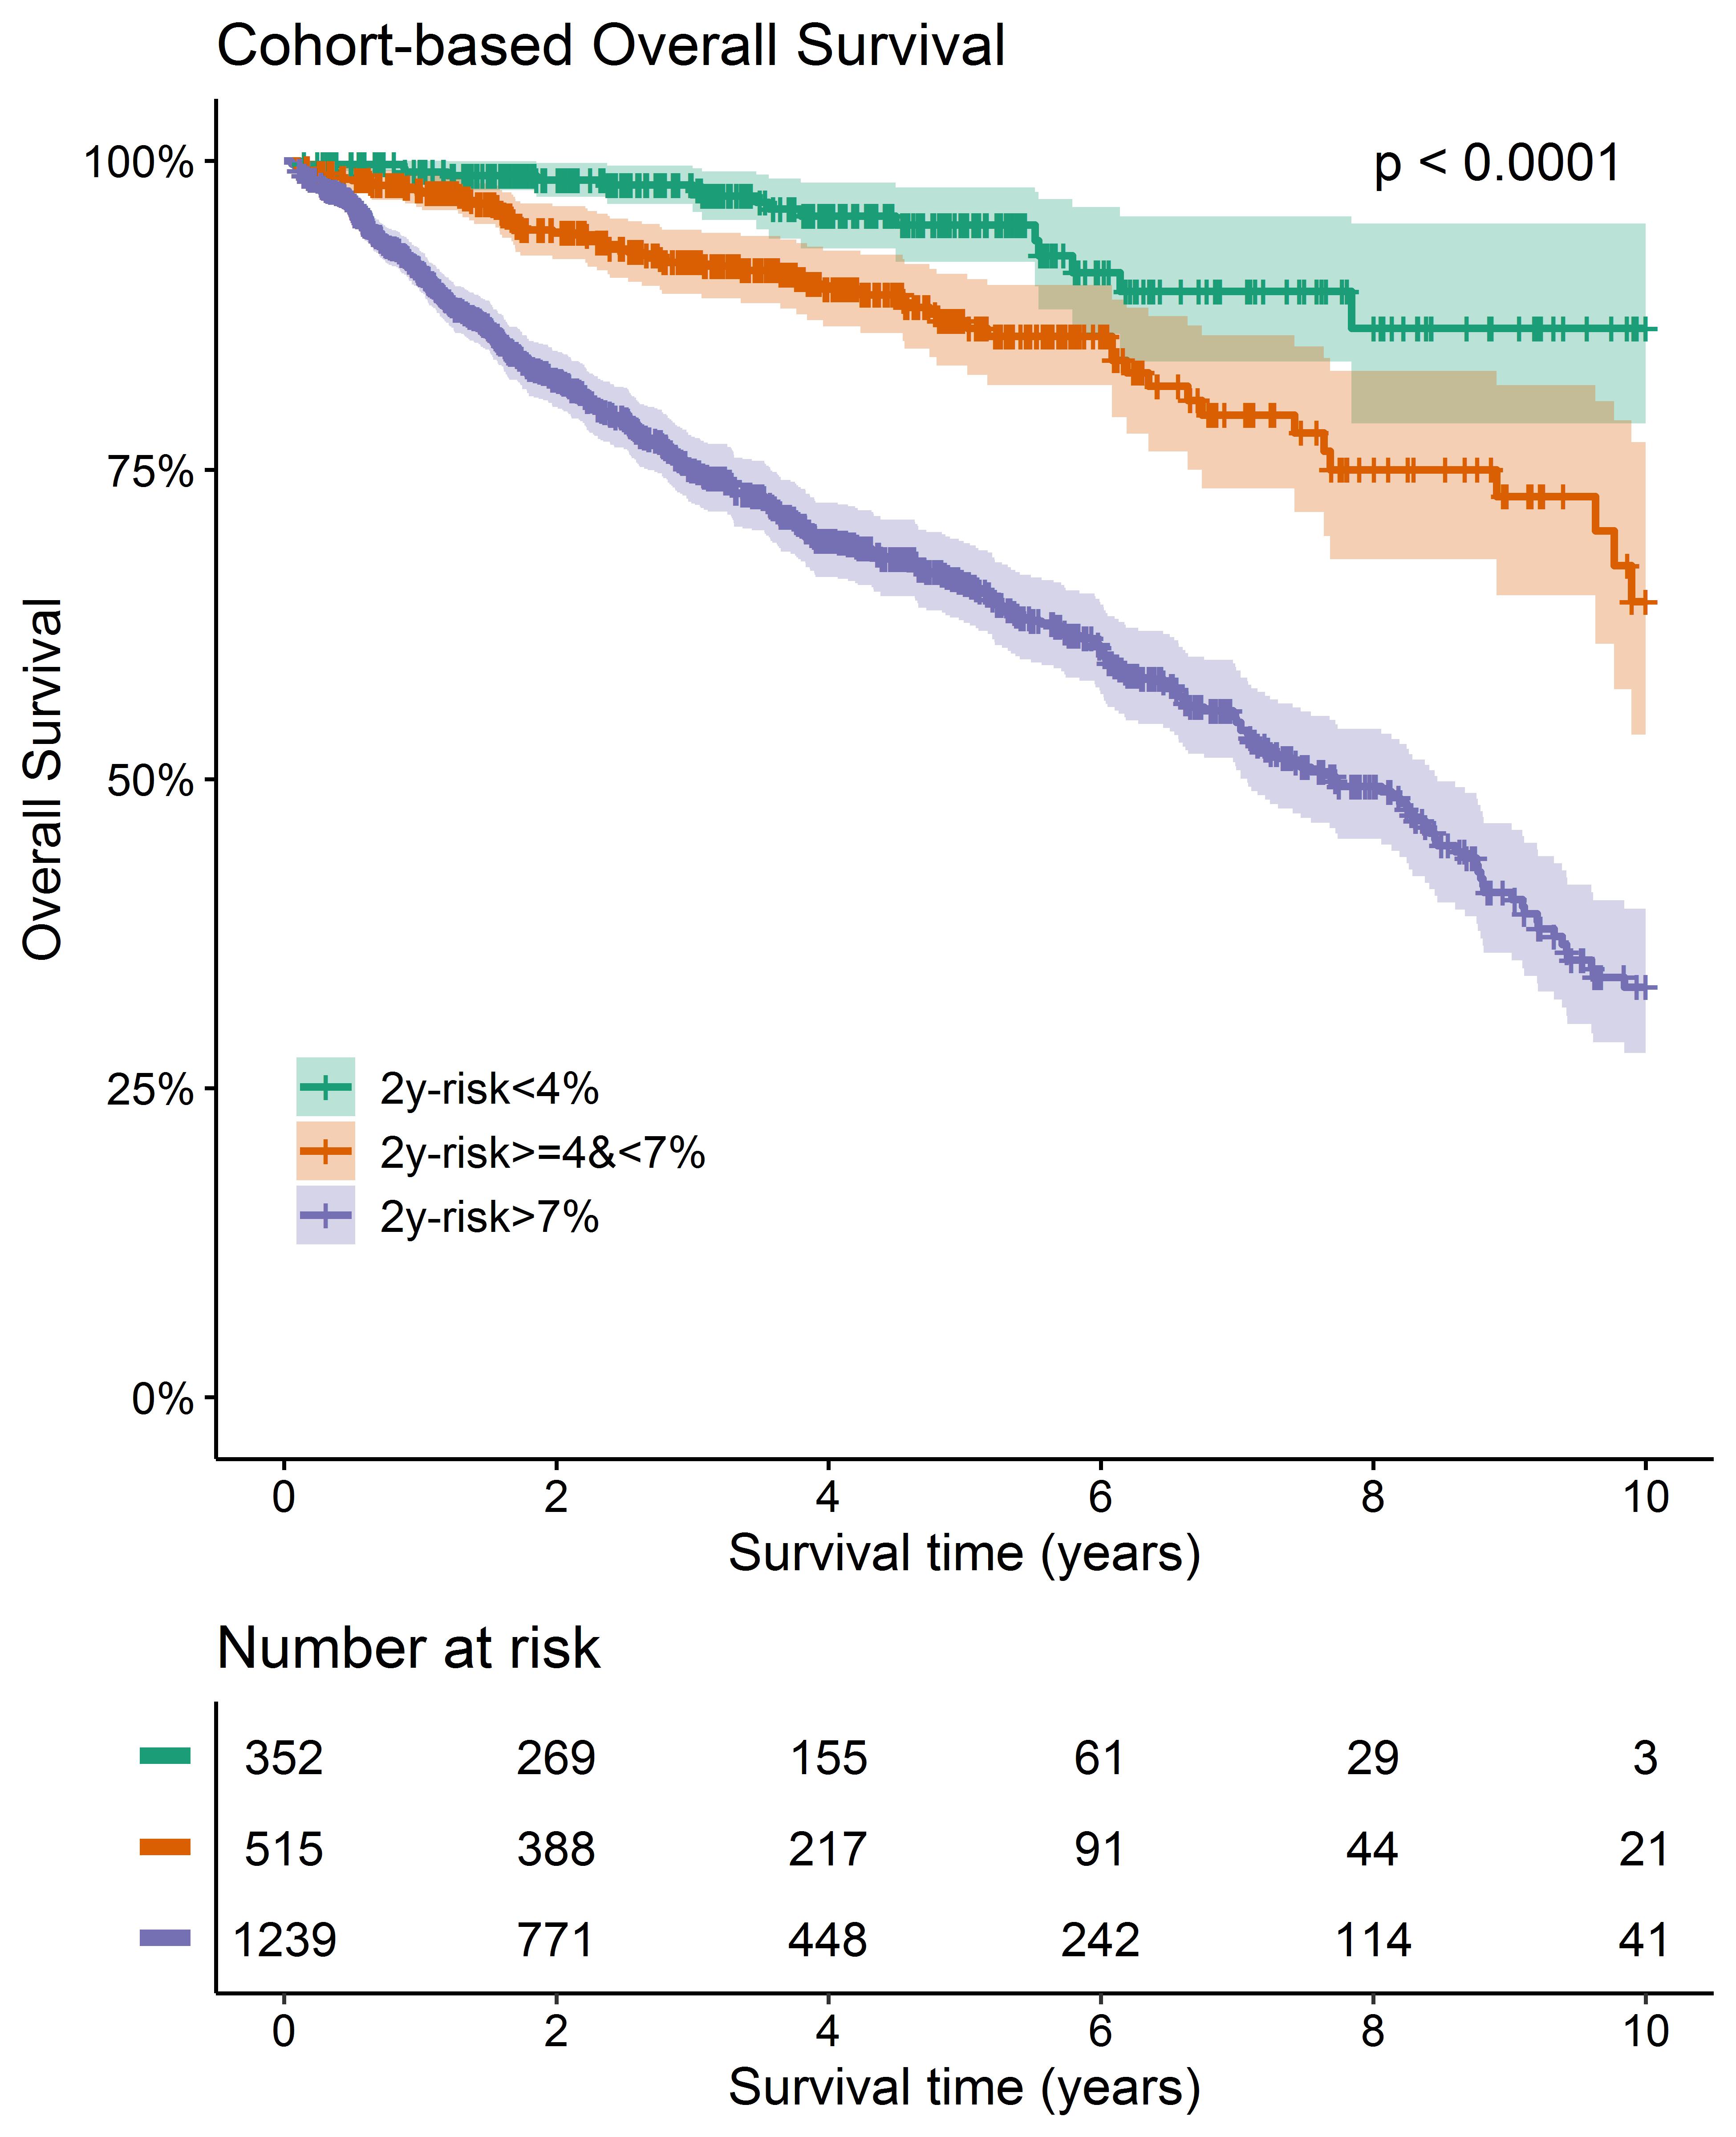 Cohort-based Overall Survival
p < 0.0001
100%
75%
50%
25%
0%
Overall Survival
2y-risk<4%
2y-risk>=4&<7%
2y-risk>7%
0 2 4 6 8 10
Survival time (years)
Number at risk
352 269 155 61 29 3
515 388 217 91 44 21
1239 771 448 242 114 41
0 2 4 6 8 10
Survival time (years)